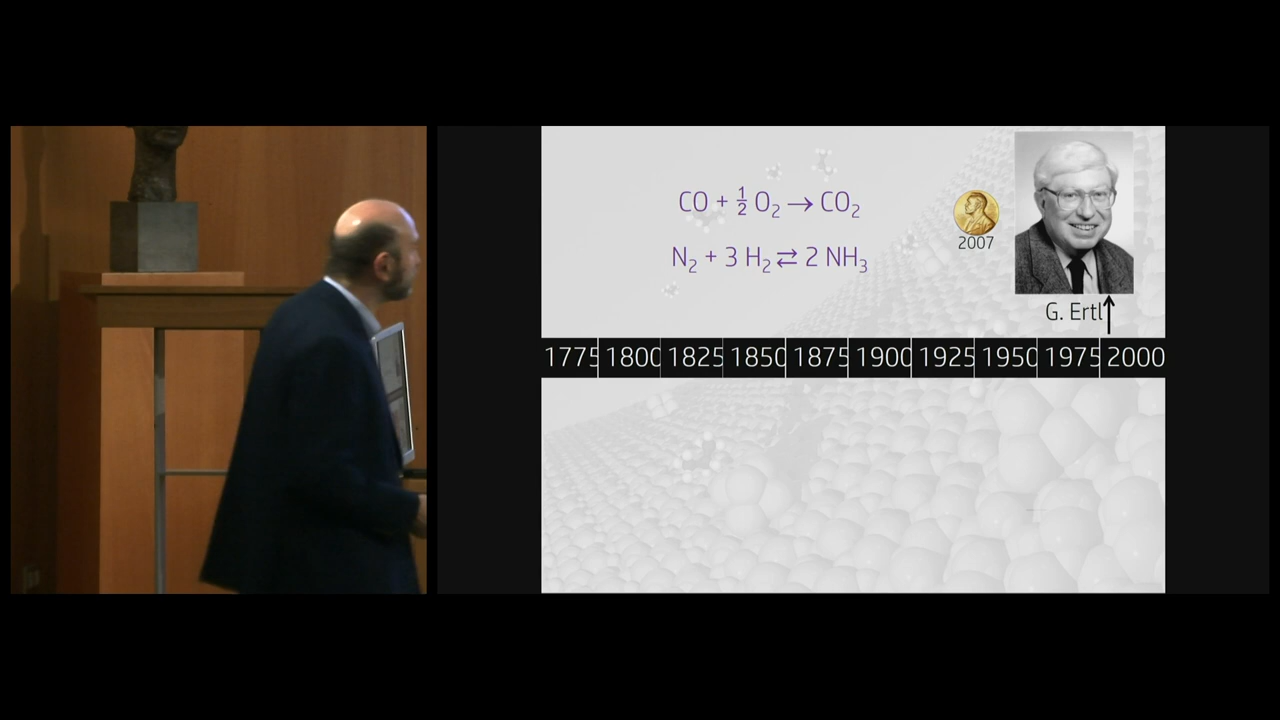 CO + ½ O₂ → CO₂
N₂ + 3 H₂ ⇄ 2 NH₃
2007
G. Ertl
1775 1800 1825 1850 1875 1900 1925 1950 1975 2000